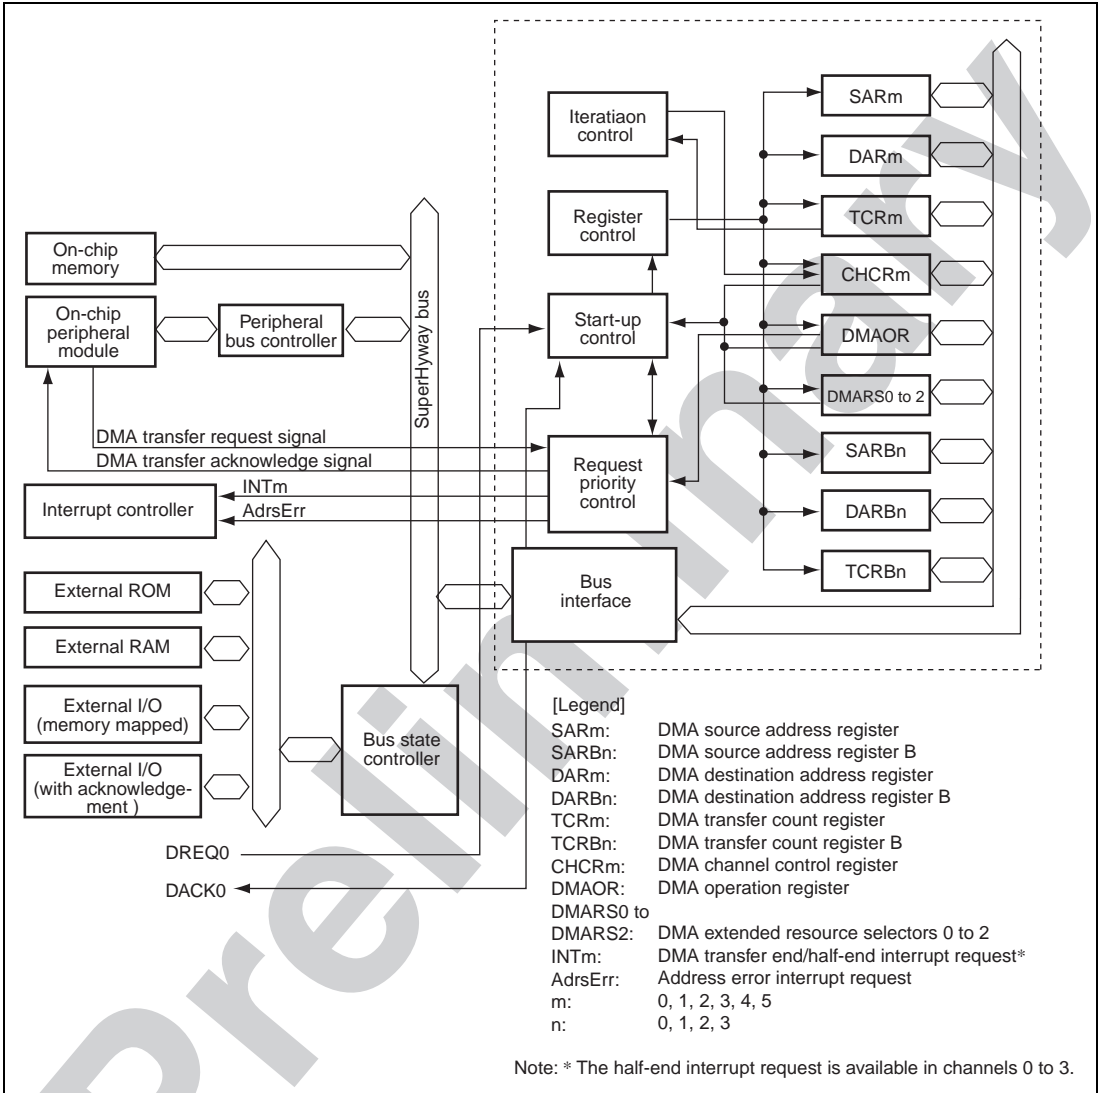 Iteratiaon
control
Register
control
Start-up
control
Request
priority
control
Bus
interface
SARm
DARm
TCRm
CHCRm
DMAOR
DMARS0 to 2
SARBn
DARBn
TCRBn
On-chip
memory
On-chip
peripheral
module
Peripheral
bus controller
SuperHyway bus
DMA transfer request signal
DMA transfer acknowledge signal
INTm
AdrsErr
Interrupt controller
External ROM
External RAM
External I/O
(memory mapped)
External I/O
(with acknowledge-
ment )
Bus state
controller
DREQ0
DACK0
[Legend]
SARm: DMA source address register
SARBn: DMA source address register B
DARm: DMA destination address register
DARBn: DMA destination address register B
TCRm: DMA transfer count register
TCRBn: DMA transfer count register B
CHCRm: DMA channel control register
DMAOR: DMA operation register
DMARS0 to
DMARS2: DMA extended resource selectors 0 to 2
INTm: DMA transfer end/half-end interrupt request*
AdrsErr: Address error interrupt request
m: 0, 1, 2, 3, 4, 5
n: 0, 1, 2, 3
Note: * The half-end interrupt request is available in channels 0 to 3.
Preliminary